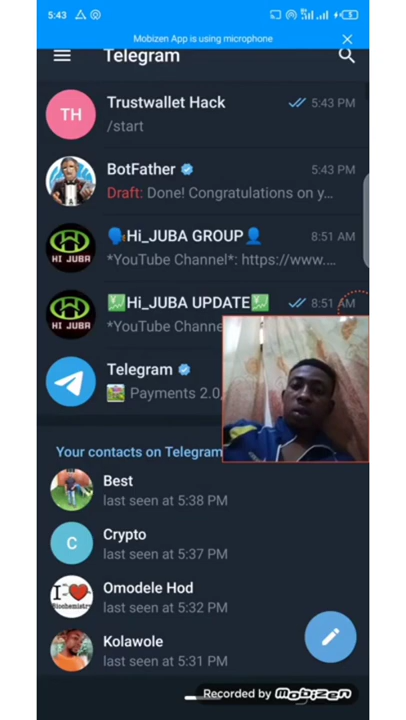 5:43
Mobizen App is using microphone
Telegram
TH
Trustwallet Hack
5:43 PM
/start
BotFather
5:43 PM
Draft: Done! Congratulations on y...
HI JUBA
🗣️Hi_JUBA GROUP👤
8:51 AM
*YouTube Channel*: https://www....
HI JUBA
💹Hi_JUBA UPDATE💹
8:51 AM
*YouTube Channe
Telegram
Payments 2.0,
Your contacts on Telegram
Best
last seen at 5:38 PM
C
Crypto
last seen at 5:37 PM
I ❤
Biochemistry
Omodele Hod
last seen at 5:32 PM
Kolawole
last seen at 5:31 PM
Recorded by mobizen